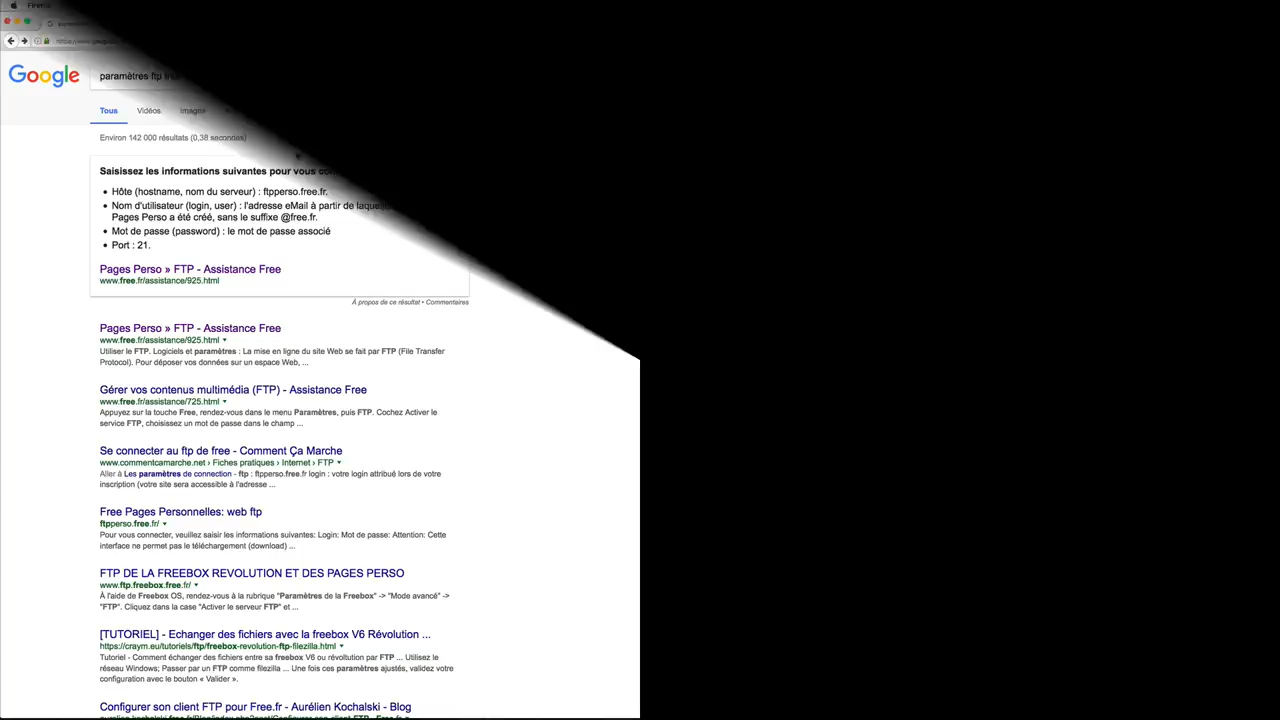 Google
paramètres ftp
Tous Vidéos Images
Environ 142 000 résultats (0,38 secondes)
Saisissez les informations suivantes pour vous
• Hôte (hostname, nom du serveur) : ftpperso.free.fr.
• Nom d'utilisateur (login, user) : l'adresse eMail à partir de
Pages Perso a été créé, sans le suffixe @free.fr.
• Mot de passe (password) : le mot de passe associé
• Port : 21.
Pages Perso » FTP - Assistance Free
www.free.fr/assistance/925.html
À propos de ce résultat • Commentaires
Pages Perso » FTP - Assistance Free
www.free.fr/assistance/925.html
Utiliser le FTP. Logiciels et paramètres : La mise en ligne du site Web se fait par FTP (File Transfer
Protocol). Pour déposer vos données sur un espace Web, ...
Gérer vos contenus multimédia (FTP) - Assistance Free
www.free.fr/assistance/725.html
Appuyez sur la touche Free, rendez-vous dans le menu Paramètres, puis FTP. Cochez Activer le
service FTP, choisissez un mot de passe dans le champ ...
Se connecter au ftp de free - Comment Ça Marche
www.commentcamarche.net › Fiches pratiques › Internet › FTP
Aller à Les paramètres de connection - ftp : ftpperso.free.fr login : votre login attribué lors de votre
inscription (votre site sera accessible à l'adresse ...
Free Pages Personnelles: web ftp
ftpperso.free.fr/
Pour vous connecter, veuillez saisir les informations suivantes: Login: Mot de passe: Attention: Cette
interface ne permet pas le téléchargement (download) ...
FTP DE LA FREEBOX REVOLUTION ET DES PAGES PERSO
www.ftp.freebox.free.fr/
À l'aide de Freebox OS, rendez-vous à la rubrique "Paramètres de la Freebox" -> "Mode avancé" ->
"FTP". Cliquez dans la case "Activer le serveur FTP" et ...
[TUTORIEL] - Echanger des fichiers avec la freebox V6 Révolution ...
https://craym.eu/tutoriels/ftp/freebox-revolution-ftp-filezilla.html
Tutoriel - Comment échanger des fichiers entre sa freebox V6 ou révoltution par FTP ... Utilisez le
réseau Windows; Passer par un FTP comme filezilla ... Une fois ces paramètres ajustés, validez votre
configuration avec le bouton « Valider ».
Configurer son client FTP pour Free.fr - Aurélien Kochalski - Blog